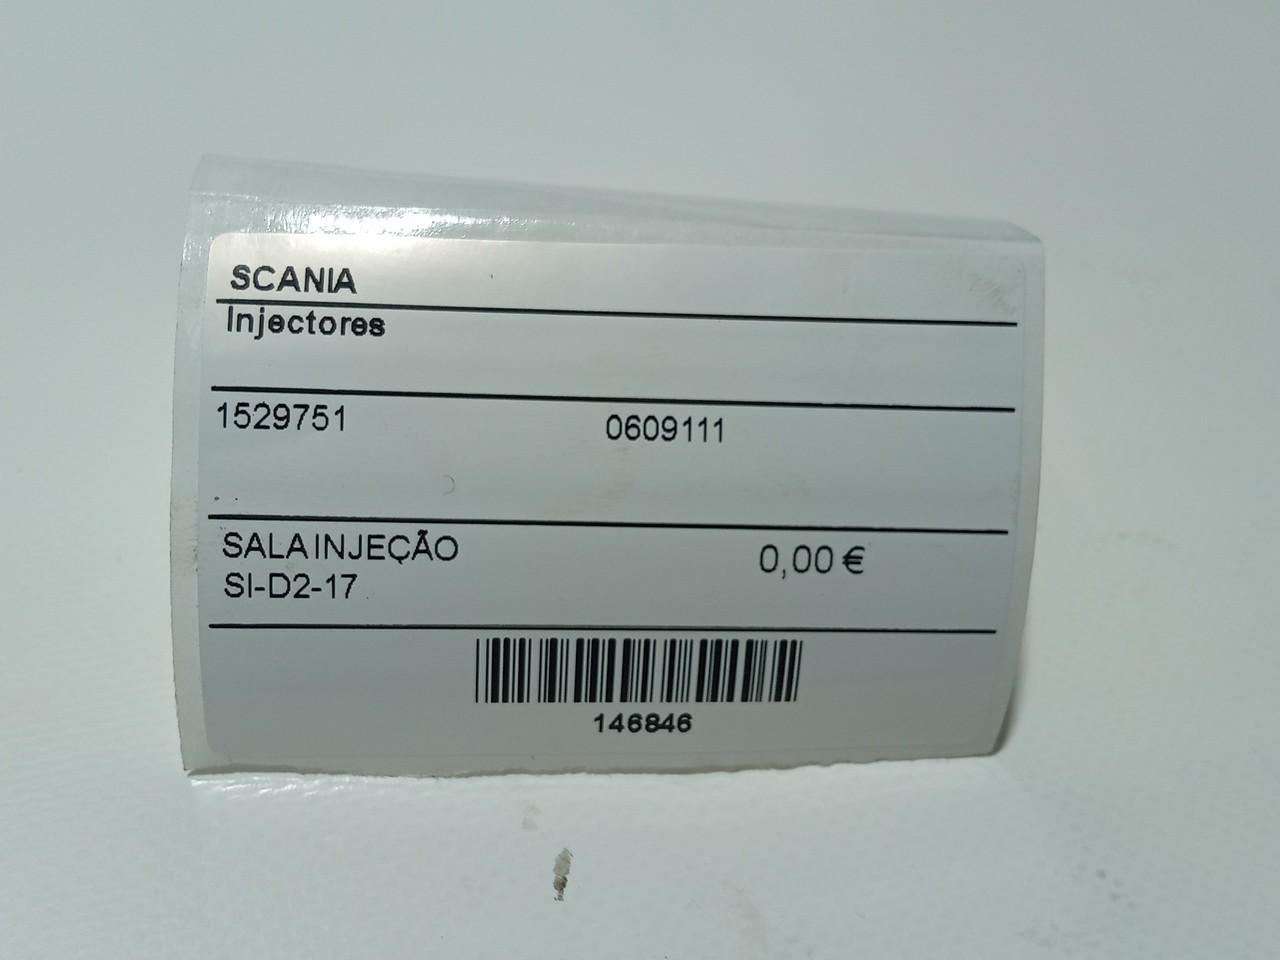 SCANIA
Injectores
1529751 0609111
SALA INJEÇÃO 0,00 €
SI-D2-17
146846